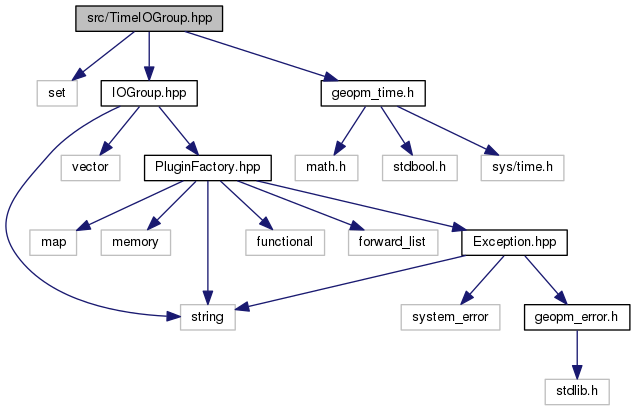 src/TimeIOGroup.hpp
set
IOGroup.hpp
geopm_time.h
vector
PluginFactory.hpp
math.h
stdbool.h
sys/time.h
map
memory
functional
forward_list
Exception.hpp
string
system_error
geopm_error.h
stdlib.h